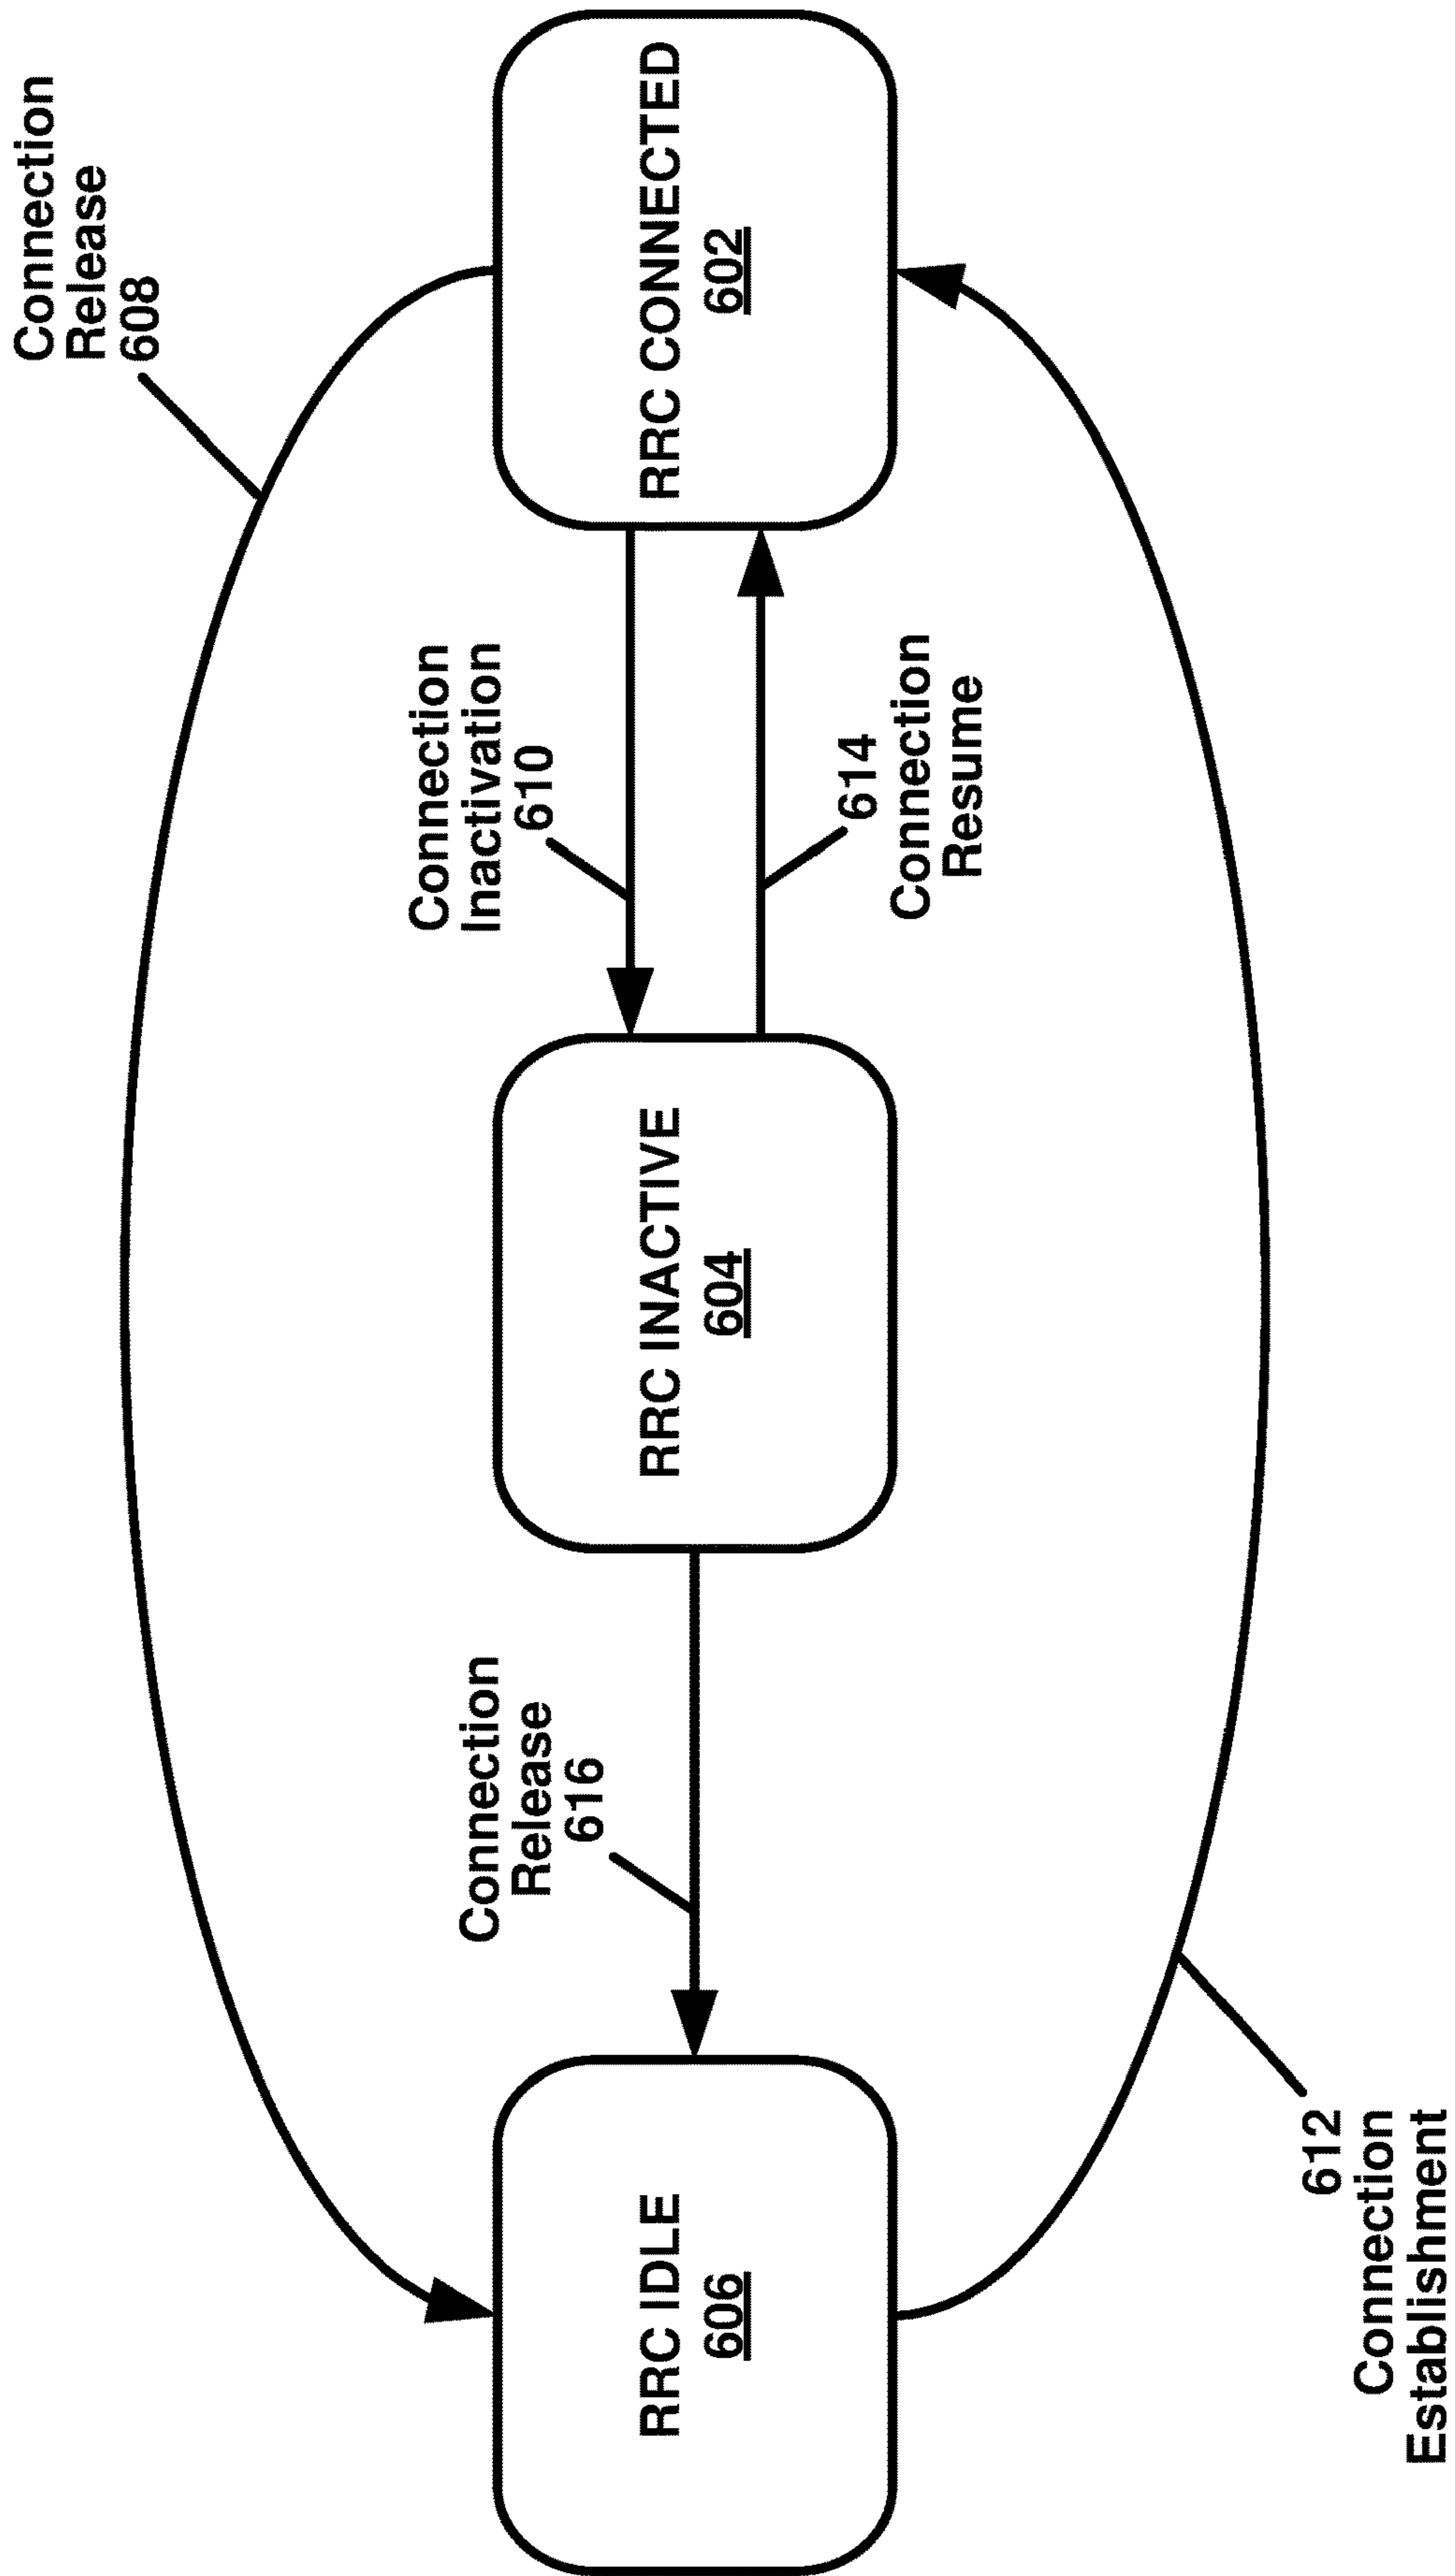 Connection
Release
608
Connection
Release
616
Connection
Inactivation
610
RRC IDLE
606
RRC INACTIVE
604
RRC CONNECTED
602
614
Connection
Resume
612
Connection
Establishment